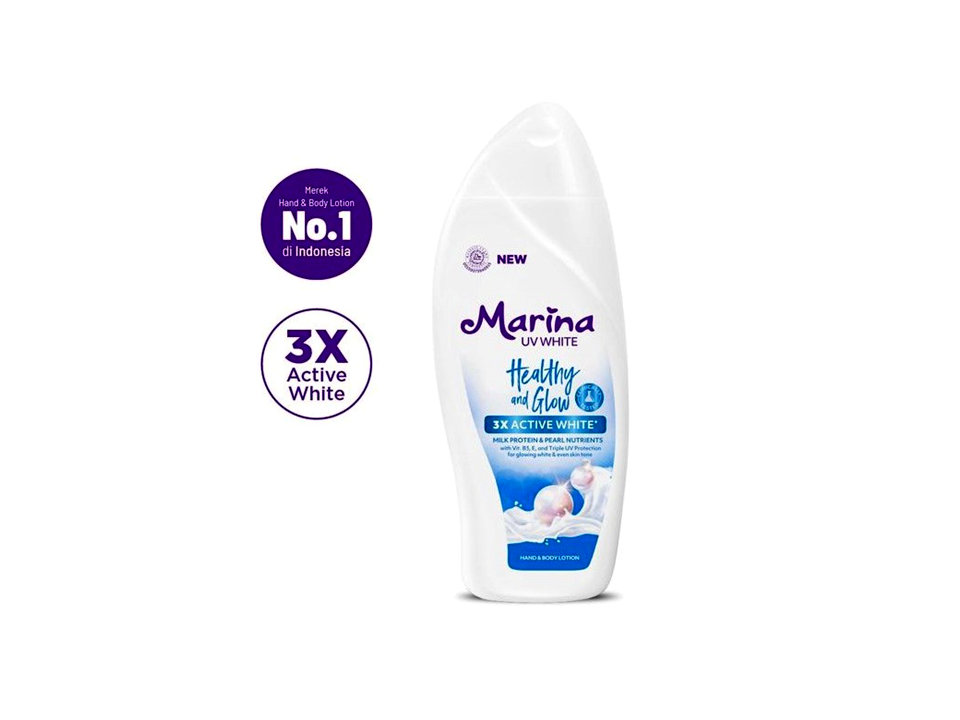 Merek
Hand & Body Lotion
No.1
di Indonesia
3X
Active
White
NEW
Marina
UV WHITE
Healthy
and Glow
3X ACTIVE WHITE*
MILK PROTEIN & PEARL NUTRIENTS
with Vit. B3, E, and Triple UV Protection
for glowing white & even skin tone
HAND & BODY LOTION